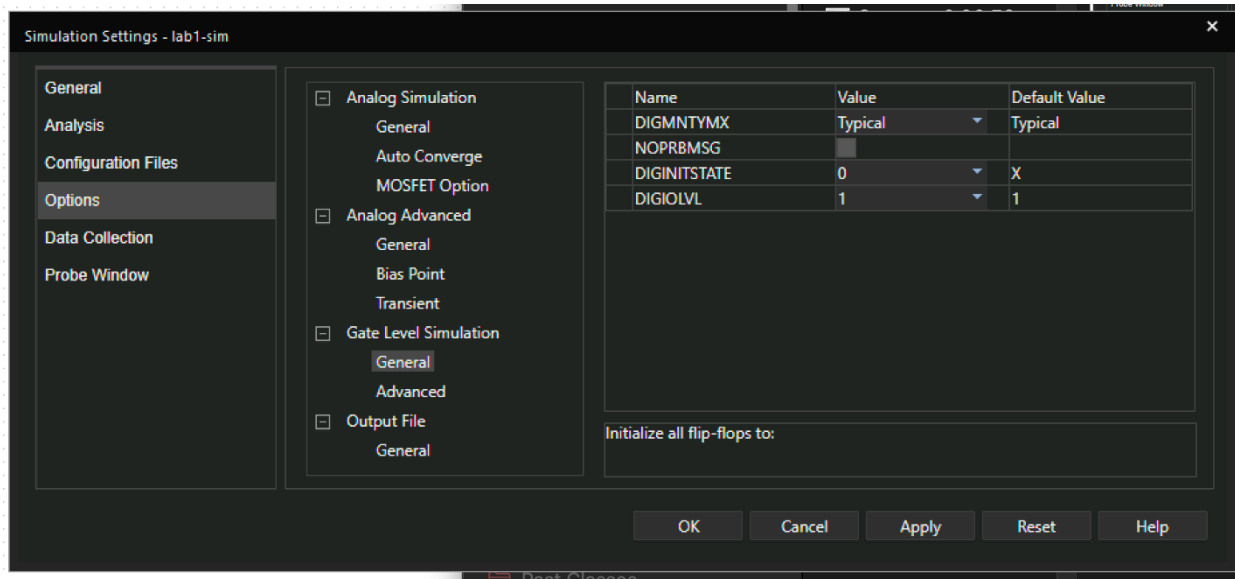 Simulation Settings - lab1-sim
General
Analysis
Configuration Files
Options
Data Collection
Probe Window
Analog Simulation
General
Auto Converge
MOSFET Option
Analog Advanced
General
Bias Point
Transient
Gate Level Simulation
General
Advanced
Output File
General
Name Value Default Value
DIGMNTYMX Typical Typical
NOPRBMSG
DIGINITSTATE 0 X
DIGIOLVL 1 1
Initialize all flip-flops to:
OK Cancel Apply Reset Help